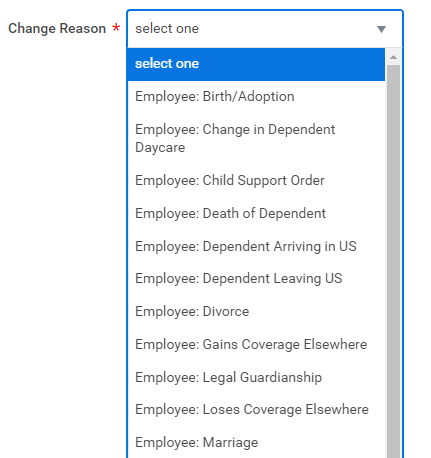 Change Reason * select one
select one
Employee: Birth/Adoption
Employee: Change in Dependent
Daycare
Employee: Child Support Order
Employee: Death of Dependent
Employee: Dependent Arriving in US
Employee: Dependent Leaving US
Employee: Divorce
Employee: Gains Coverage Elsewhere
Employee: Legal Guardianship
Employee: Loses Coverage Elsewhere
Employee: Marriage